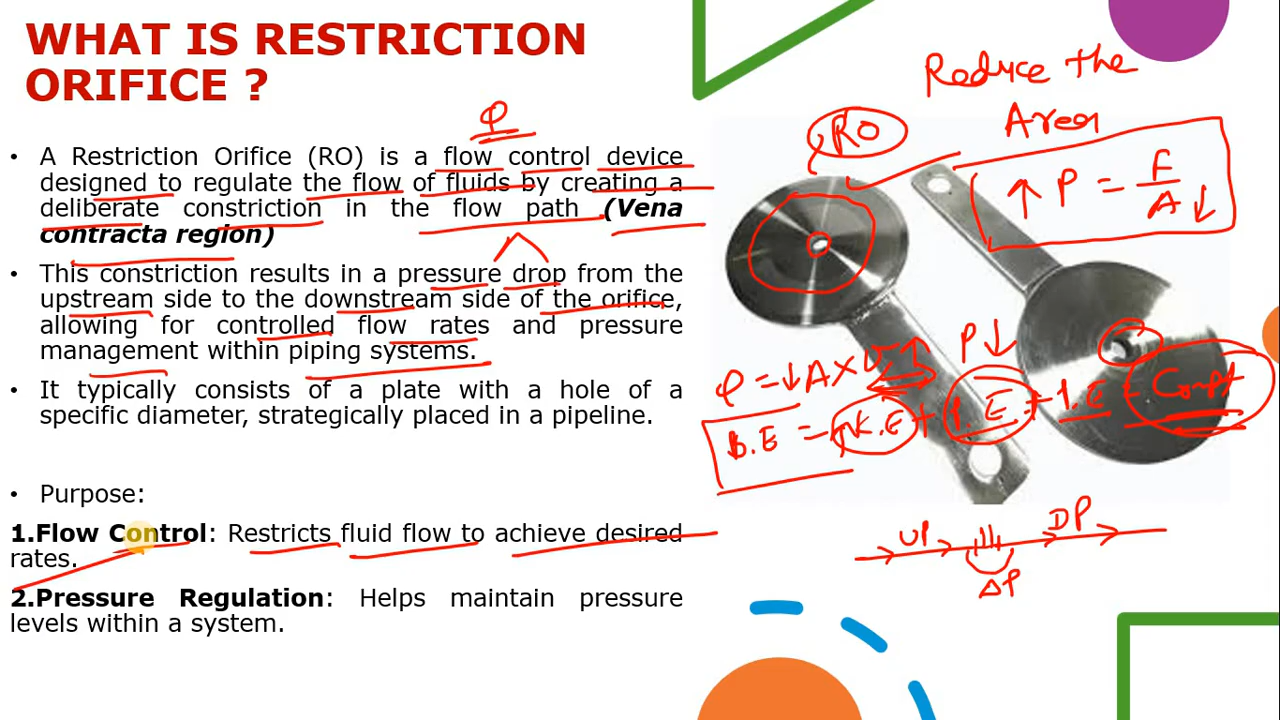 WHAT IS RESTRICTION
ORIFICE ?
φ
• A Restriction Orifice (RO) is a flow control device
designed to regulate the flow of fluids by creating a
deliberate constriction in the flow path (Vena
contracta region)
• This constriction results in a pressure drop from the
upstream side to the downstream side of the orifice,
allowing for controlled flow rates and pressure
management within piping systems.
• It typically consists of a plate with a hole of a
specific diameter, strategically placed in a pipeline.
• Purpose:
1.Flow Control: Restricts fluid flow to achieve desired
rates.
2.Pressure Regulation: Helps maintain pressure
levels within a system.
Reduce the
Area
RO
↑ P = F/A ↓
P↓
φ = ↓A×v↑
B.E = ↑K.E + P.E + P.E = Const
UP DP
ΔP